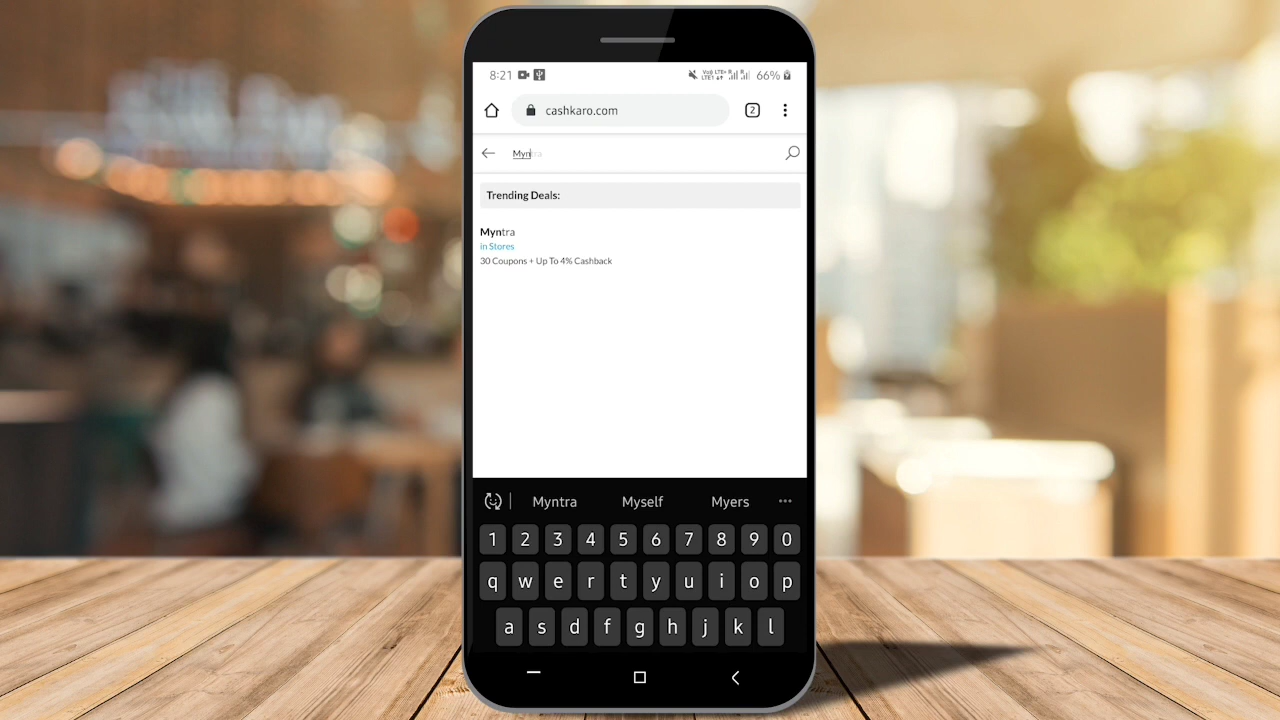 8:21 66%
cashkaro.com 2
Myntra
Trending Deals:
Myntra
in Stores
30 Coupons + Up To 4% Cashback
Myntra Myself Myers
1 2 3 4 5 6 7 8 9 0
q w e r t y u i o p
a s d f g h j k l